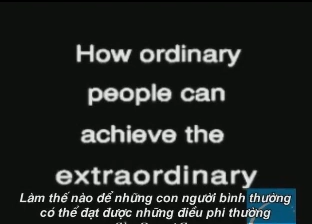 How ordinary
people can
achieve the
extraordinary
Làm thế nào để những con người bình thường
có thể đạt được những điều phi thường